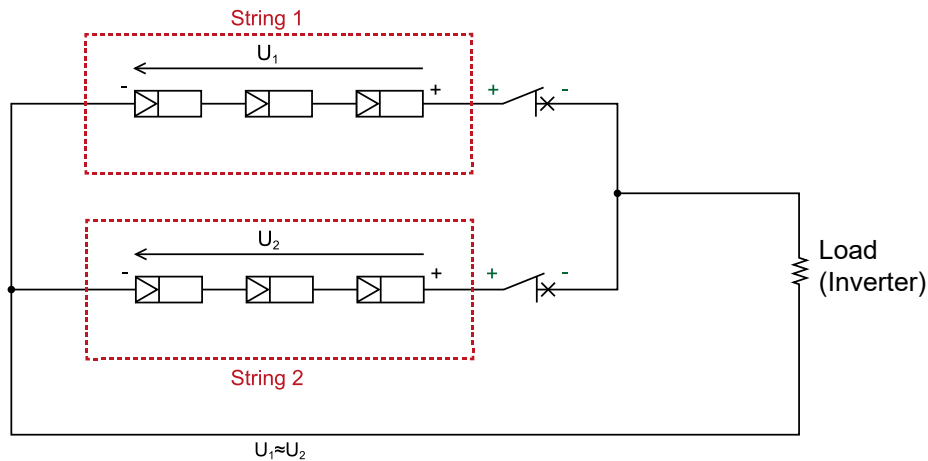 String 1
U₁
- + + -
U₂
- + + -
Load
(Inverter)
String 2
U₁≈U₂